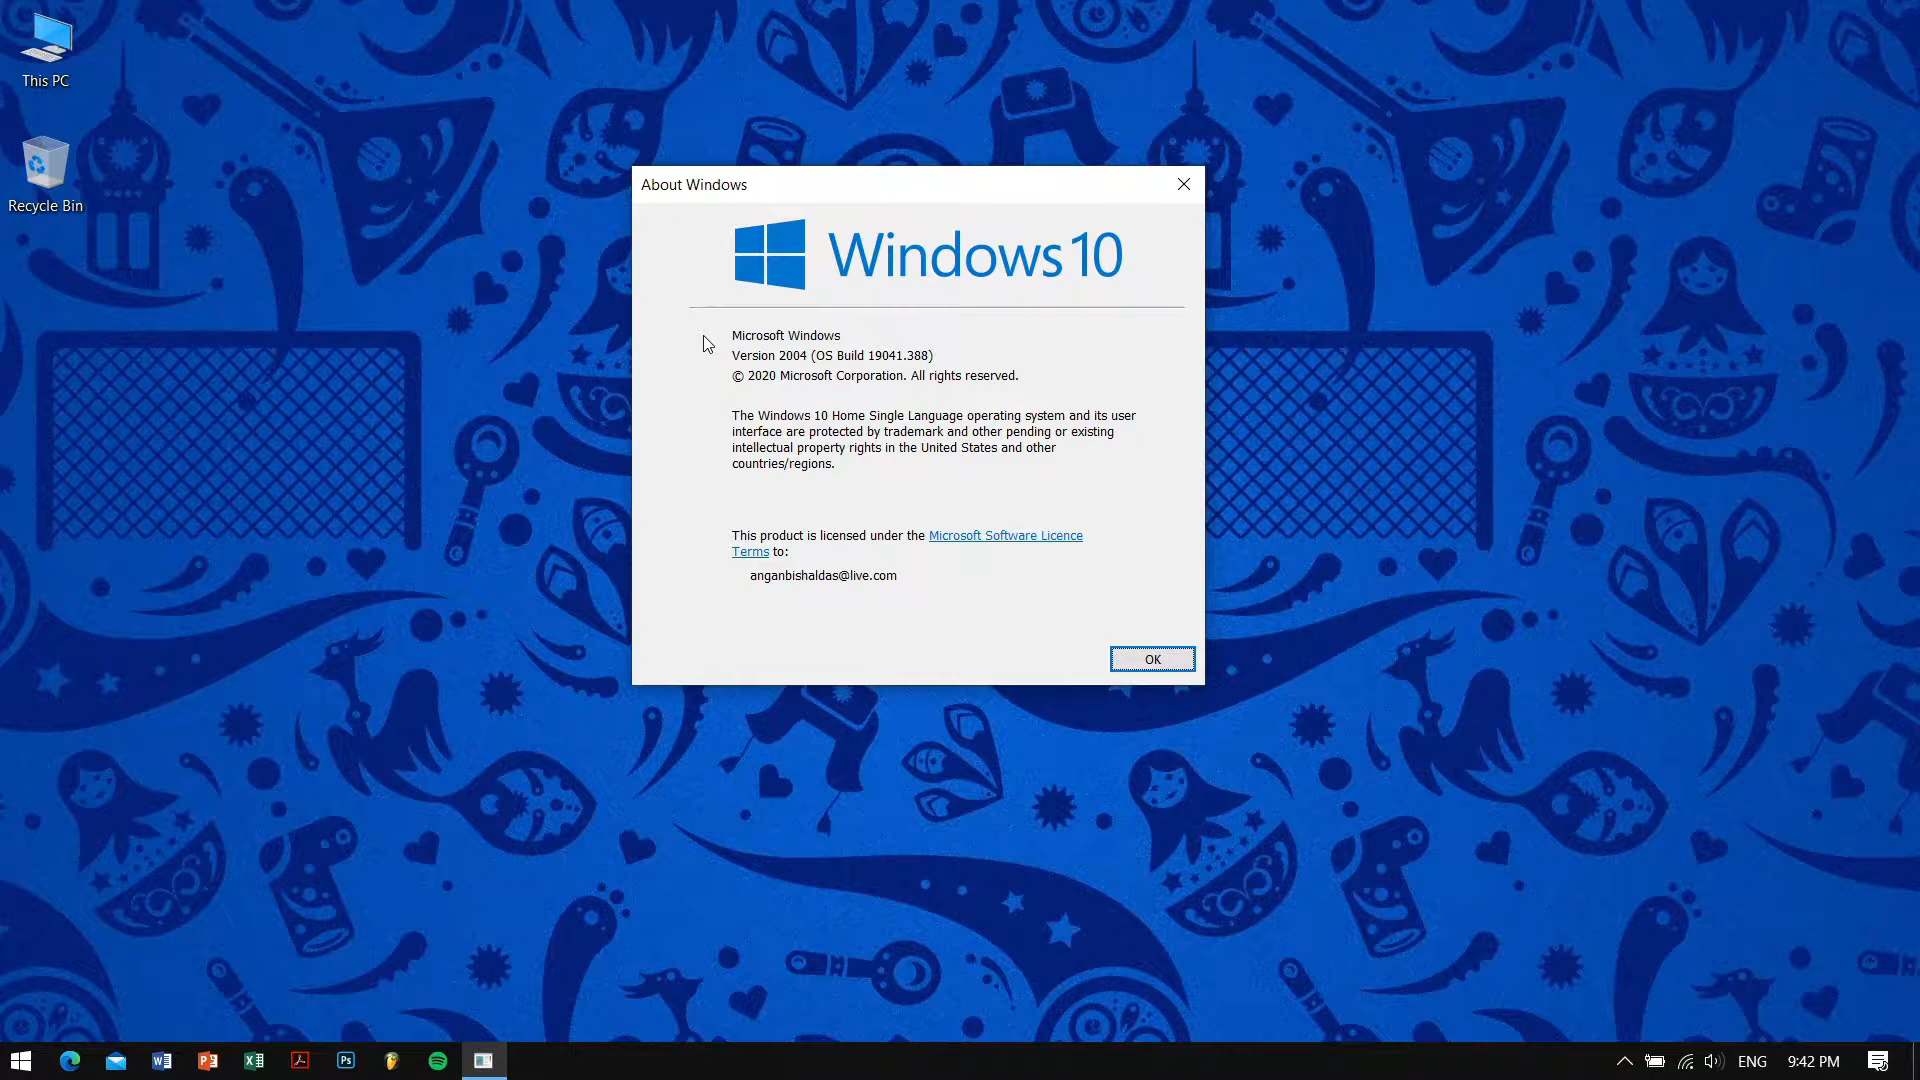 This PC
Recycle Bin
About Windows
Windows 10
Microsoft Windows
Version 2004 (OS Build 19041.388)
© 2020 Microsoft Corporation. All rights reserved.
The Windows 10 Home Single Language operating system and its user
interface are protected by trademark and other pending or existing
intellectual property rights in the United States and other
countries/regions.
This product is licensed under the Microsoft Software Licence
Terms to:
anganbishaldas@live.com
OK
Ps
ENG
9:42 PM